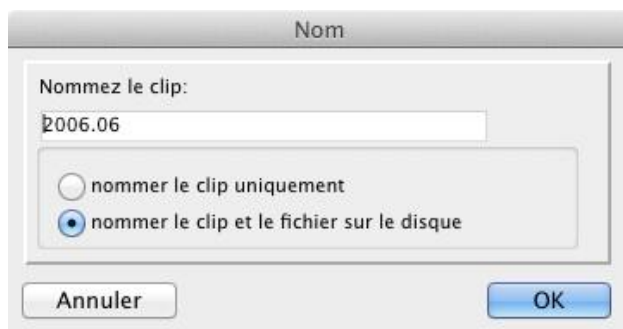 Nom
Nommez le clip:
2006.06
nommer le clip uniquement
nommer le clip et le fichier sur le disque
Annuler
OK